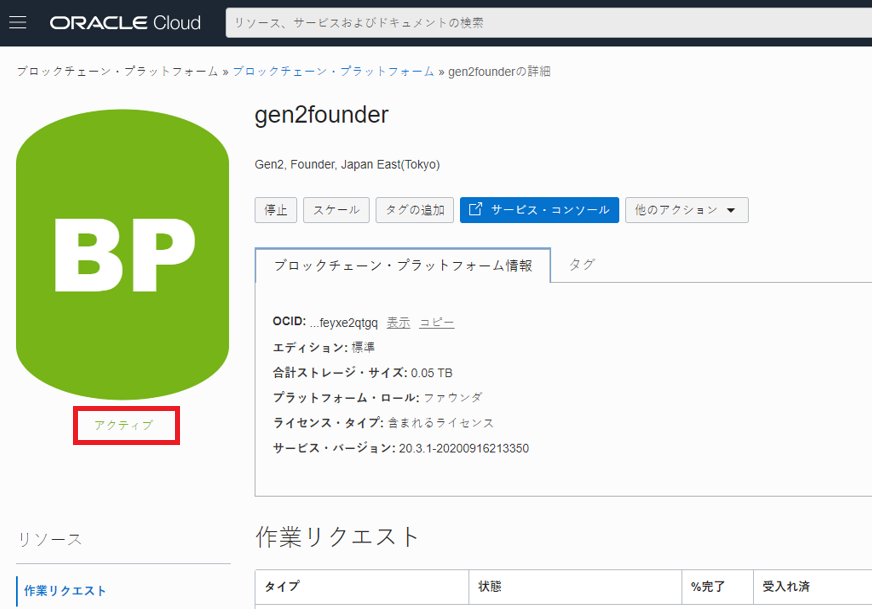 ORACLE Cloud
リソース、サービスおよびドキュメントの検索
ブロックチェーン・プラットフォーム » ブロックチェーン・プラットフォーム » gen2founderの詳細
BP
アクティブ
gen2founder
Gen2, Founder, Japan East(Tokyo)
停止 スケール タグの追加 サービス・コンソール 他のアクション
ブロックチェーン・プラットフォーム情報 タグ
OCID: ...feyxe2qtgq 表示 コピー
エディション: 標準
合計ストレージ・サイズ: 0.05 TB
プラットフォーム・ロール: ファウンダ
ライセンス・タイプ: 含まれるライセンス
サービス・バージョン: 20.3.1-20200916213350
リソース
作業リクエスト
作業リクエスト
タイプ 状態 %完了 受入れ済